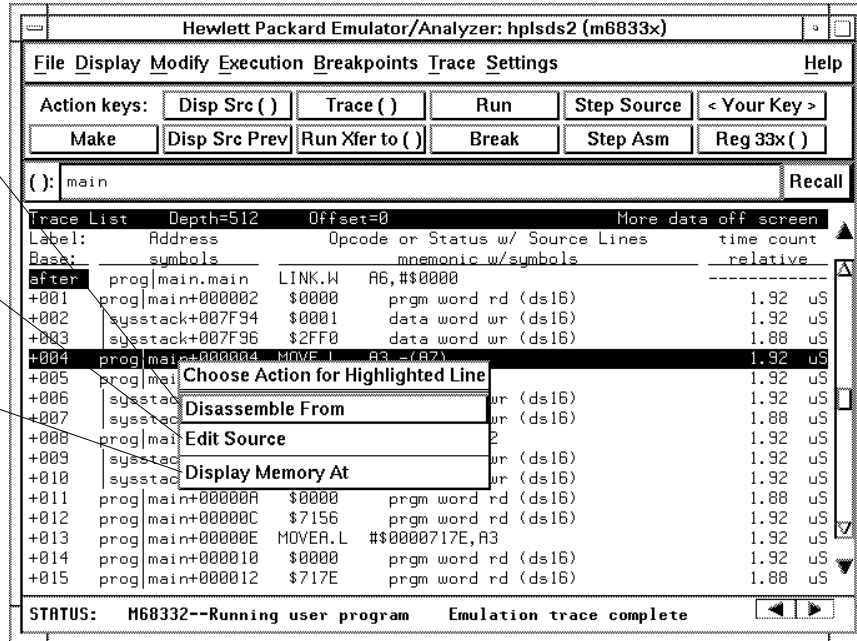 Hewlett Packard Emulator/Analyzer: hplsds2 (m6833x)
File Display Modify Execution Breakpoints Trace Settings Help
Action keys: Disp Src ( ) Trace ( ) Run Step Source < Your Key >
Make Disp Src Prev Run Xfer to ( ) Break Step Asm Reg 33x ( )
( ): main Recall
Trace List Depth=512 Offset=0 More data off screen
Label: Address Opcode or Status w/ Source Lines time count
Base: symbols mnemonic w/symbols relative
after prog|main.main LINK.W A6,#$0000 ------------
+001 prog|main+000002 $0000 prgm word rd (ds16) 1.92 uS
+002 |sysstack+007F94 $0001 data word wr (ds16) 1.92 uS
+003 |sysstack+007F96 $2FF0 data word wr (ds16) 1.88 uS
+004 prog|main+000004 MOVE.L A3,-(A7) 1.92 uS
+005 prog|mai 1.92 uS
+006 |sysstac wr (ds16) 1.92 uS
+007 |sysstac wr (ds16) 1.88 uS
+008 prog|mai 2 1.92 uS
+009 |sysstac wr (ds16) 1.92 uS
+010 |sysstac wr (ds16) 1.92 uS
Choose Action for Highlighted Line
Disassemble From
Edit Source
Display Memory At
+011 prog|main+00000A $0000 prgm word rd (ds16) 1.88 uS
+012 prog|main+00000C $7156 prgm word rd (ds16) 1.92 uS
+013 prog|main+00000E MOVEA.L #$0000717E,A3 1.92 uS
+014 prog|main+000010 $0000 prgm word rd (ds16) 1.92 uS
+015 prog|main+000012 $717E prgm word rd (ds16) 1.88 uS
STATUS: M68332--Running user program Emulation trace complete